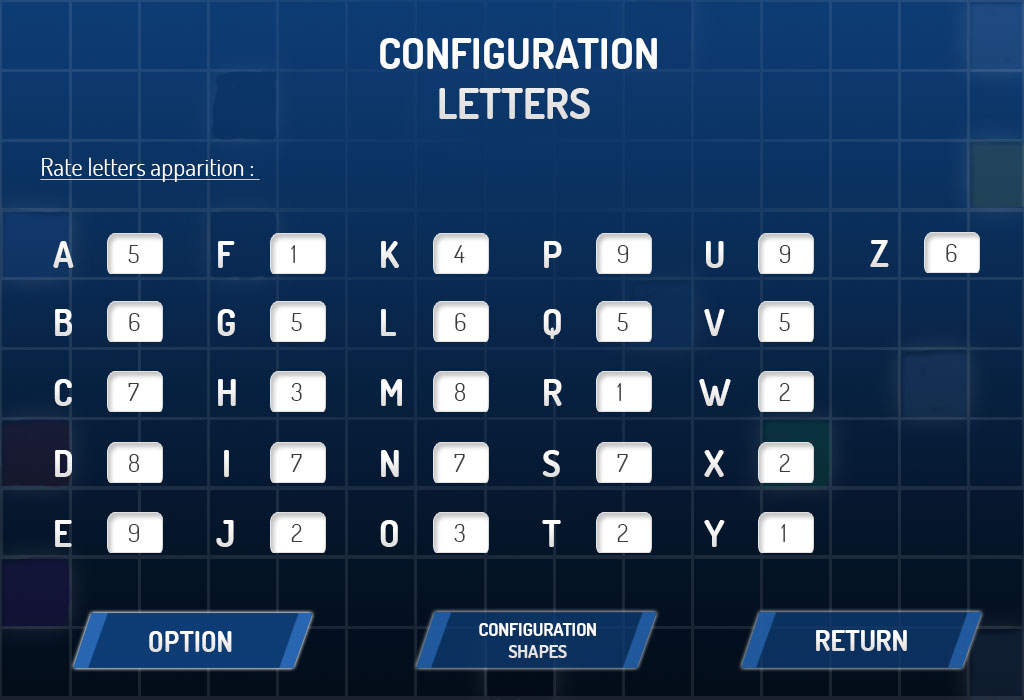 CONFIGURATION
LETTERS
Rate letters apparition :
A 5 F 1 K 4 P 9 U 9 Z 6
B 6 G 5 L 6 Q 5 V 5
C 7 H 3 M 8 R 1 W 2
D 8 I 7 N 7 S 7 X 2
E 9 J 2 O 3 T 2 Y 1
OPTION
CONFIGURATION
SHAPES
RETURN